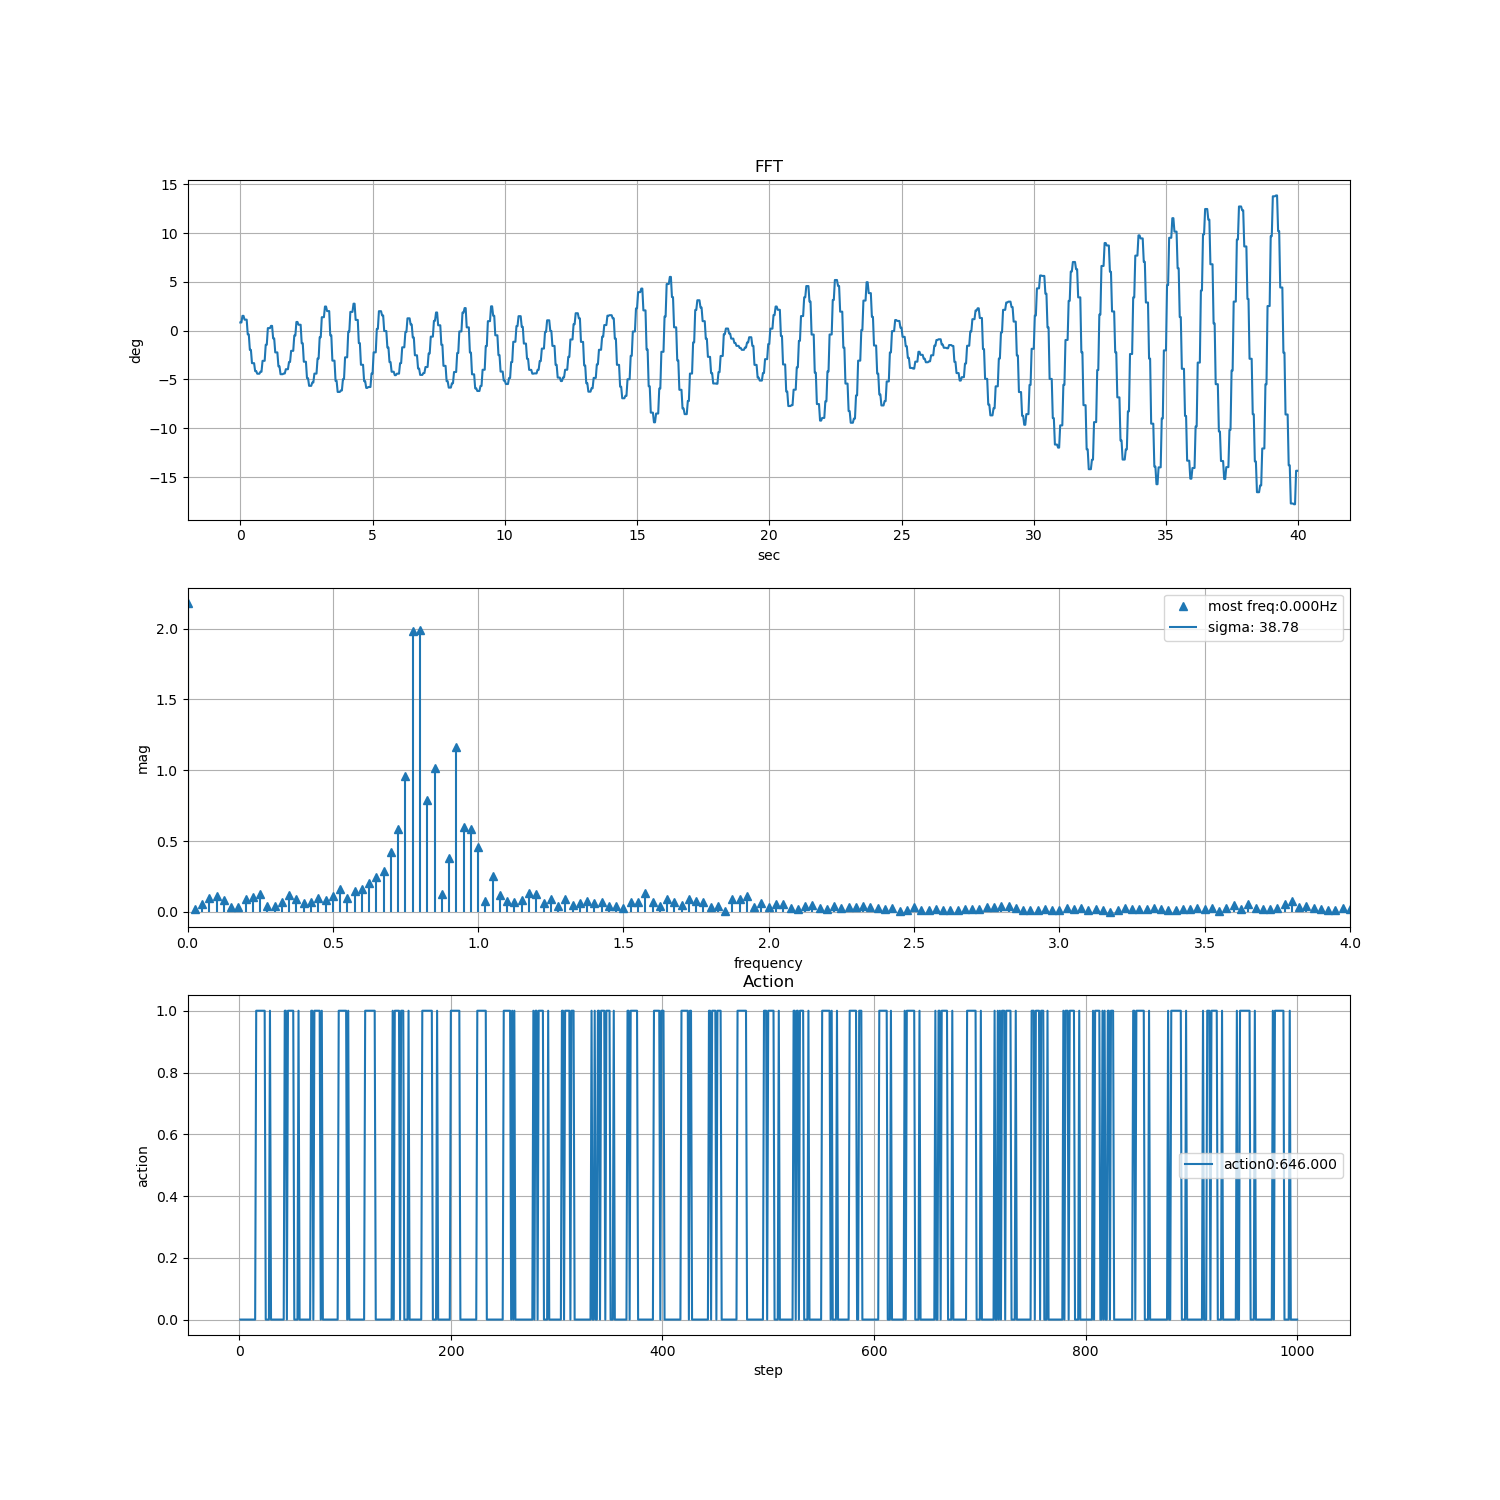 FFT
15
10
5
0
−5
−10
−15
deg
0 5 10 15 20 25 30 35 40
sec
most freq:0.000Hz
sigma: 38.78
2.0
1.5
1.0
0.5
0.0
mag
0.0 0.5 1.0 1.5 2.0 2.5 3.0 3.5 4.0
frequency
Action
1.0
0.8
0.6
0.4
0.2
0.0
action
action0:646.000
0 200 400 600 800 1000
step